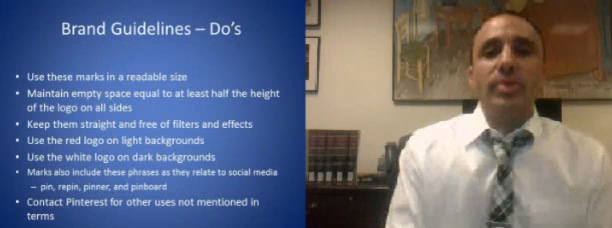 Brand Guidelines – Do's
• Use these marks in a readable size
• Maintain empty space equal to at least half the height
of the logo on all sides
• Keep them straight and free of filters and effects
• Use the red logo on light backgrounds
• Use the white logo on dark backgrounds
• Marks also include these phrases as they relate to social media
– pin, repin, pinner, and pinboard
• Contact Pinterest for other uses not mentioned in
terms